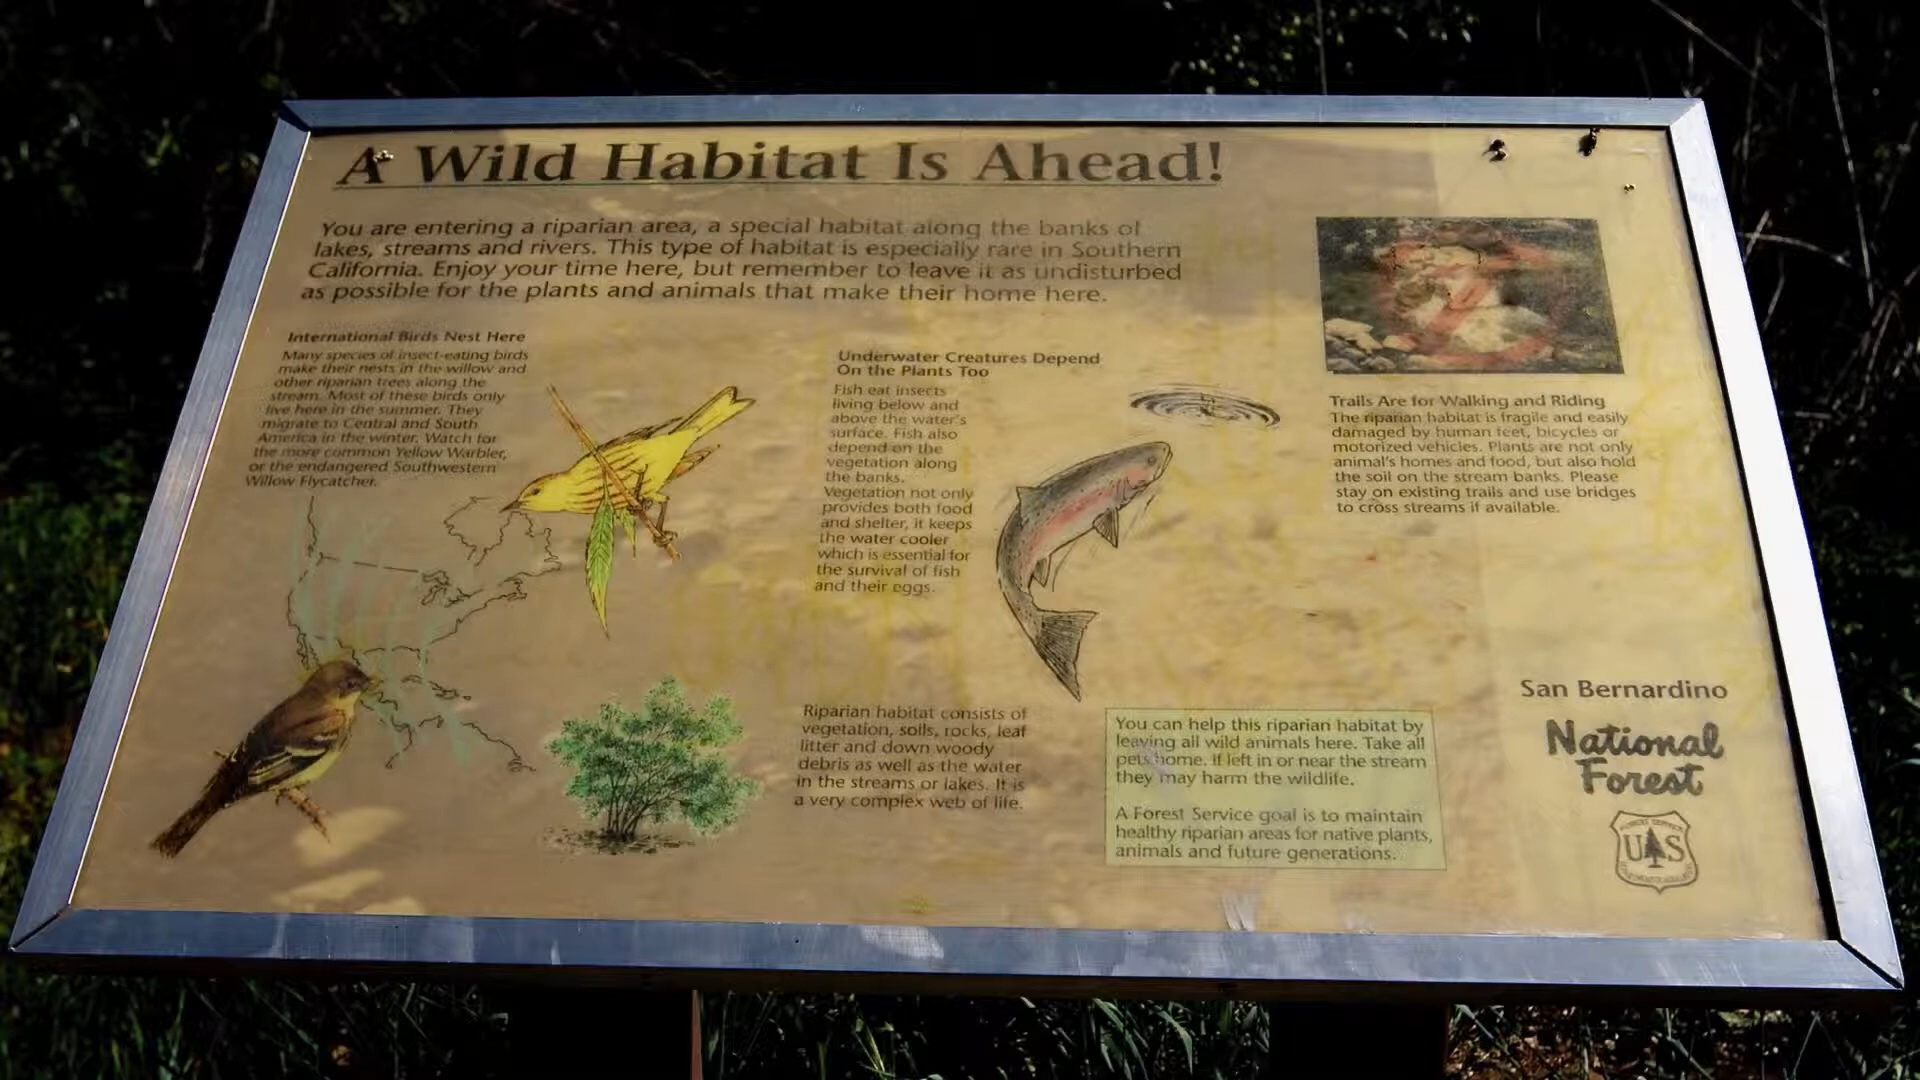 A Wild Habitat Is Ahead!
You are entering a riparian area, a special habitat along the banks of
lakes, streams and rivers. This type of habitat is especially rare in Southern
California. Enjoy your time here, but remember to leave it as undisturbed
as possible for the plants and animals that make their home here.
International Birds Nest Here
Many species of insect-eating birds
make their nests in the willow and
other riparian trees along the
stream. Most of these birds only
live here in the summer. They
migrate to Central and South
America in the winter. Watch for
the more common Yellow Warbler,
or the endangered Southwestern
Willow Flycatcher.
Underwater Creatures Depend
On the Plants Too
Fish eat insects
living below and
above the water's
surface. Fish also
depend on the
vegetation along
the banks.
Vegetation not only
provides both food
and shelter, it keeps
the water cooler
which is essential for
the survival of fish
and their eggs.
Trails Are for Walking and Riding
The riparian habitat is fragile and easily
damaged by human feet, bicycles or
motorized vehicles. Plants are not only
animal's homes and food, but also hold
the soil on the stream banks. Please
stay on existing trails and use bridges
to cross streams if available.
Riparian habitat consists of
vegetation, soils, rocks, leaf
litter and down woody
debris as well as the water
in the streams or lakes. It is
a very complex web of life.
You can help this riparian habitat by
leaving all wild animals here. Take all
pets home. If left in or near the stream
they may harm the wildlife.
A Forest Service goal is to maintain
healthy riparian areas for native plants,
animals and future generations.
San Bernardino
National
Forest
FOREST SERVICE
U S